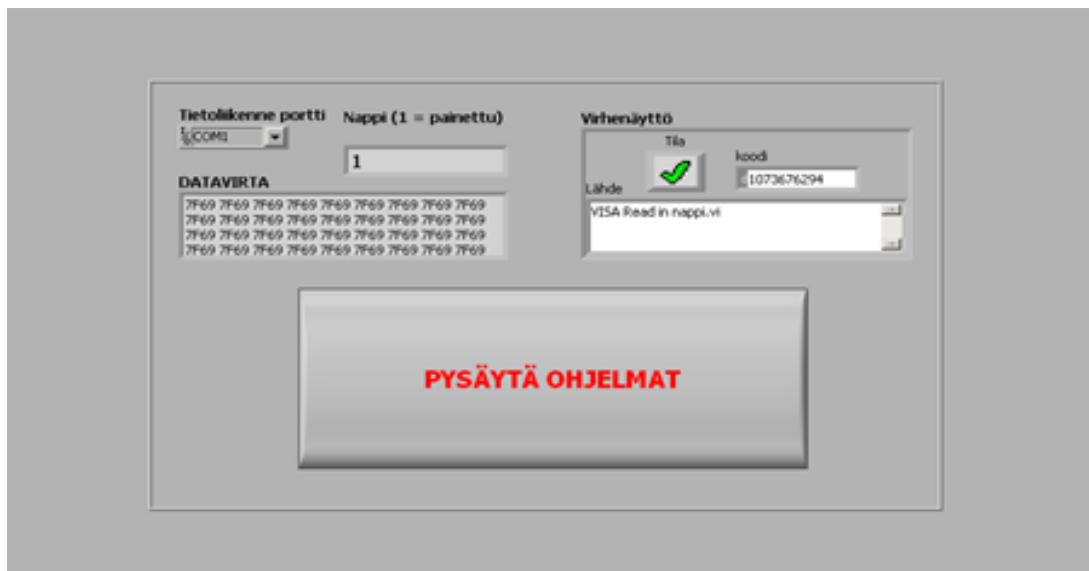 Tietoliikenne portti
COM1
Nappi (1 = painettu)
1
DATAVIRTA
7F69 7F69 7F69 7F69 7F69 7F69 7F69 7F69 7F69
7F69 7F69 7F69 7F69 7F69 7F69 7F69 7F69 7F69
7F69 7F69 7F69 7F69 7F69 7F69 7F69 7F69 7F69
7F69 7F69 7F69 7F69 7F69 7F69 7F69 7F69 7F69
Virhenäyttö
Tila
koodi
1073676294
Lähde
VISA Read in nappi.vi
PYSÄYTÄ OHJELMAT